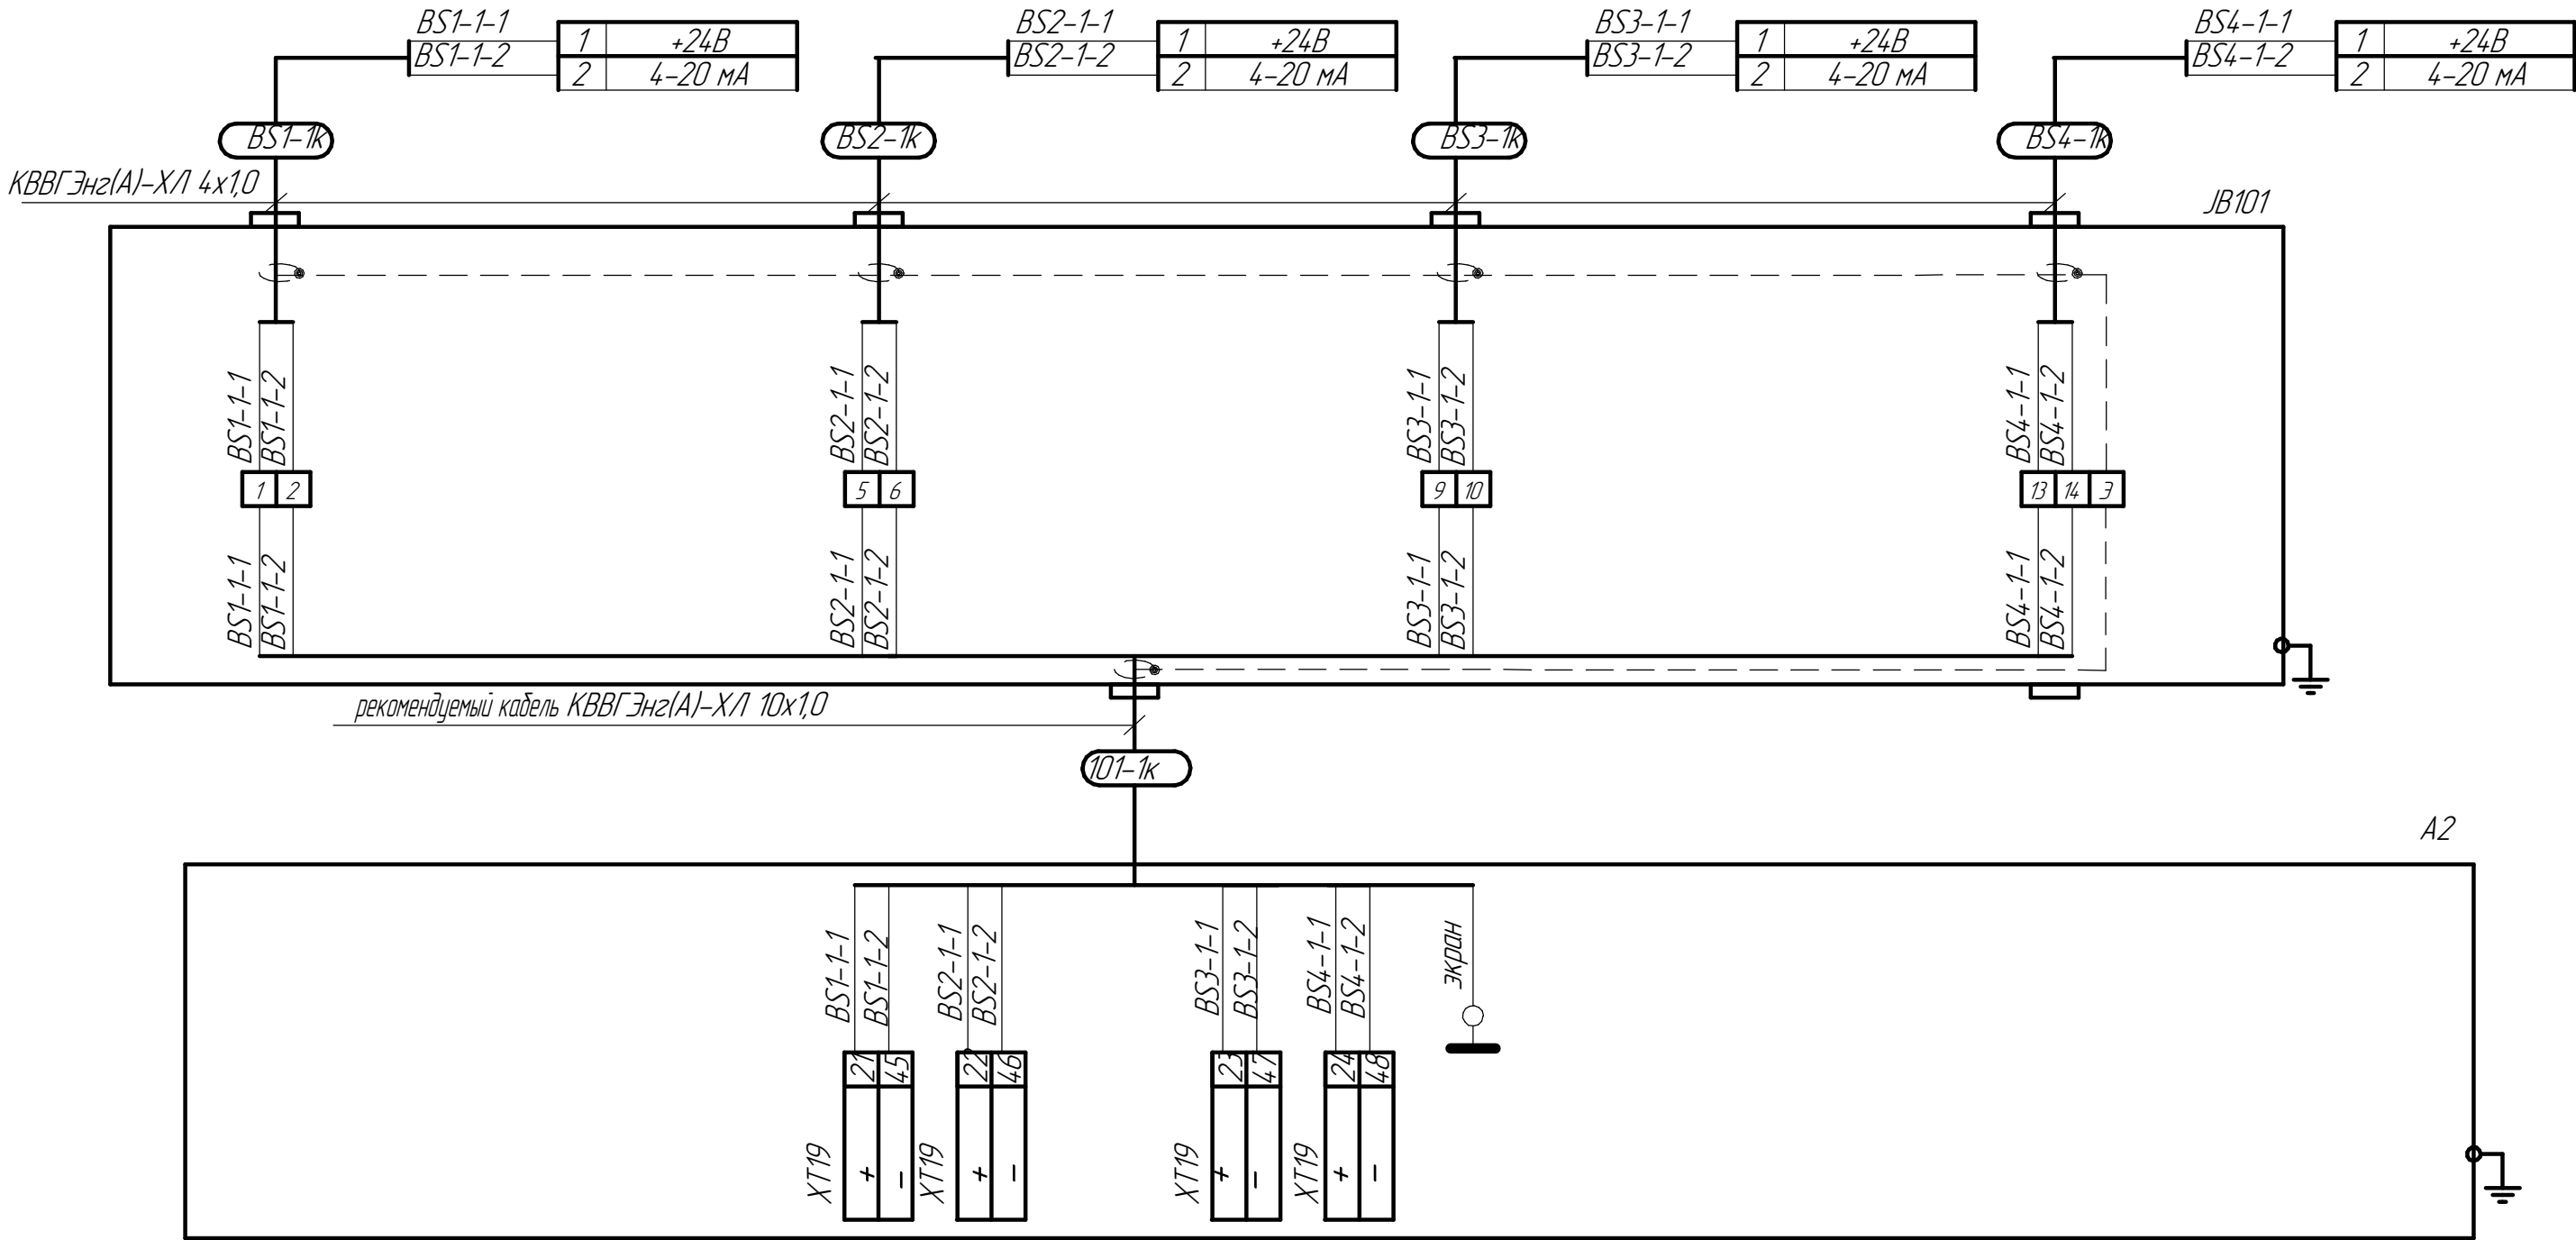 BS1-1-1
BS1-1-2
1 +24В
2 4-20 мА
BS2-1-1
BS2-1-2
1 +24В
2 4-20 мА
BS3-1-1
BS3-1-2
1 +24В
2 4-20 мА
BS4-1-1
BS4-1-2
1 +24В
2 4-20 мА
BS1-1к
BS2-1к
BS3-1к
BS4-1к
КВВГЭнг(А)-ХЛ 4х1,0
JB101
BS1-1-1
BS1-1-2
BS2-1-1
BS2-1-2
BS3-1-1
BS3-1-2
BS4-1-1
BS4-1-2
1 2
5 6
9 10
13 14 Э
BS1-1-1
BS1-1-2
BS2-1-1
BS2-1-2
BS3-1-1
BS3-1-2
BS4-1-1
BS4-1-2
рекомендуемый кабель КВВГЭнг(А)-ХЛ 10х1,0
101-1к
А2
BS1-1-1
BS1-1-2
BS2-1-1
BS2-1-2
BS3-1-1
BS3-1-2
BS4-1-1
BS4-1-2
экран
21
45
22
46
23
47
24
48
XT19
+
-
XT19
+
-
XT19
+
-
XT19
+
-